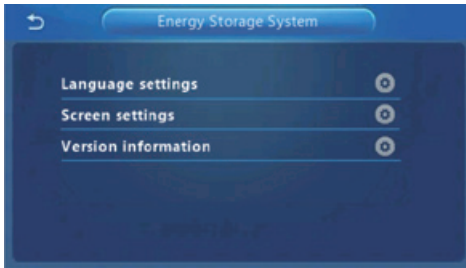 Energy Storage System
Language settings
Screen settings
Version information